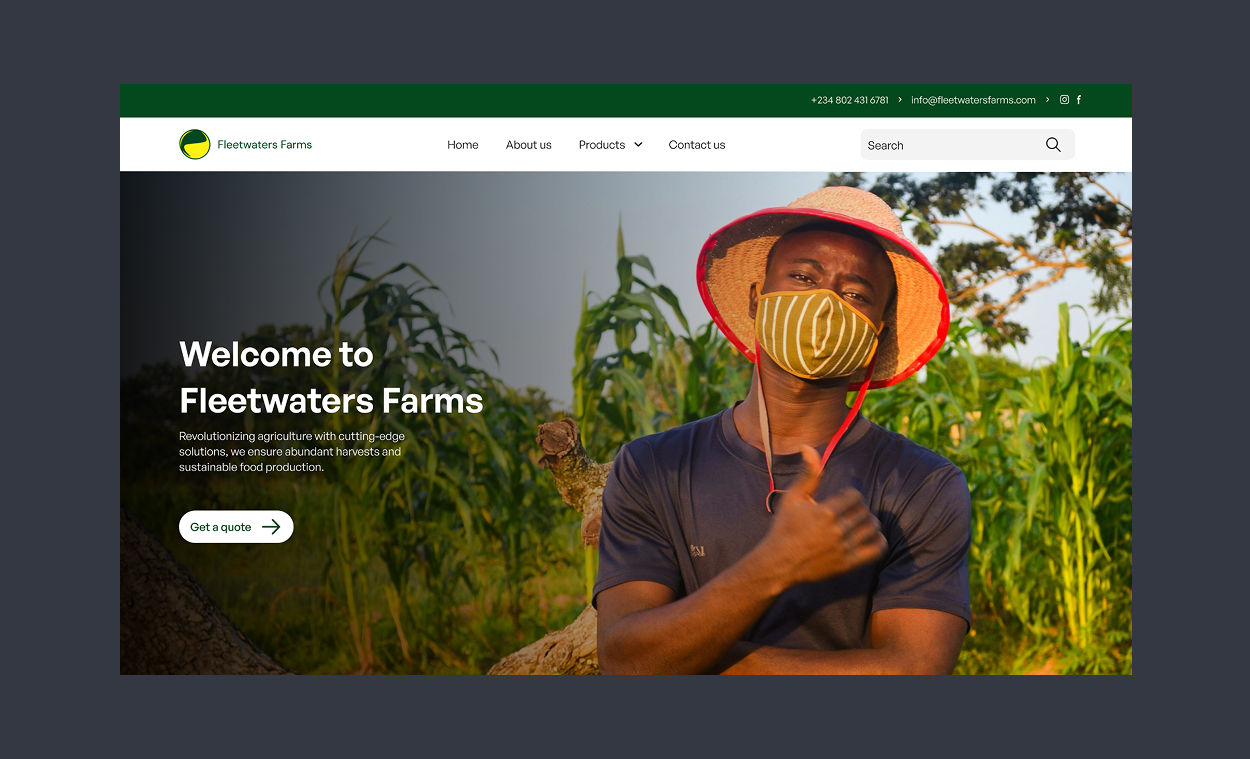 +234 802 431 6781
info@fleetwatersfarms.com
Fleetwaters Farms
Home
About us
Products
Contact us
Search
Welcome to
Fleetwaters Farms
Revolutionizing agriculture with cutting-edge
solutions, we ensure abundant harvests and
sustainable food production.
Get a quote